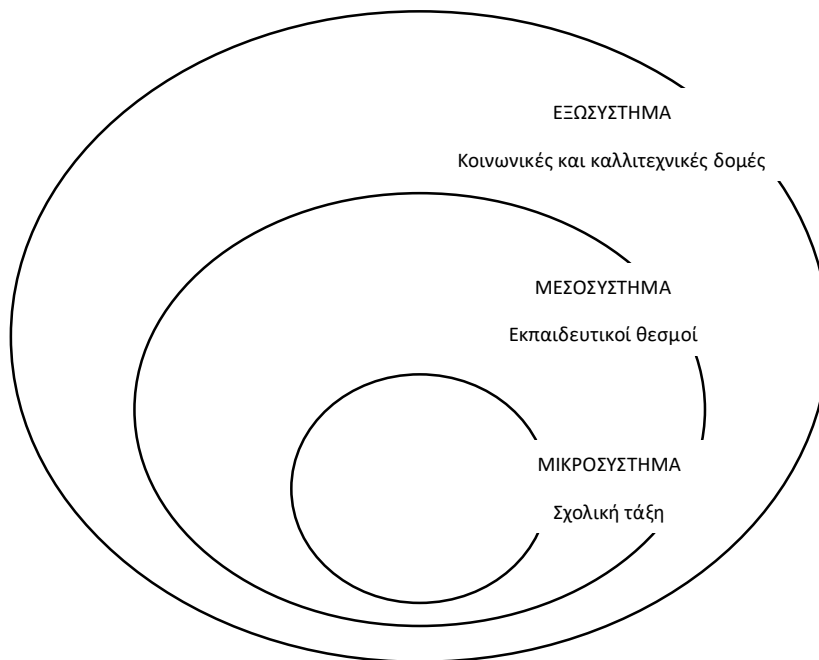 ΕΞΩΣΥΣΤΗΜΑ
Κοινωνικές και καλλιτεχνικές δομές
ΜΕΣΟΣΥΣΤΗΜΑ
Εκπαιδευτικοί θεσμοί
ΜΙΚΡΟΣΥΣΤΗΜΑ
Σχολική τάξη